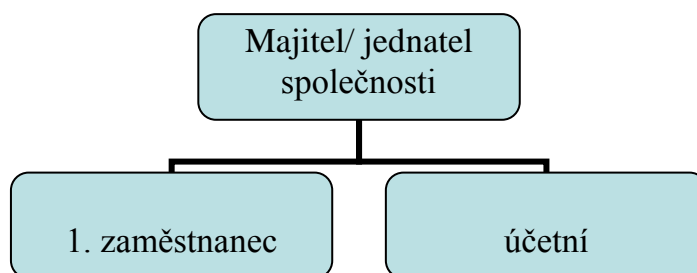 Majitel/ jednatel
společnosti
1. zaměstnanec
účetní